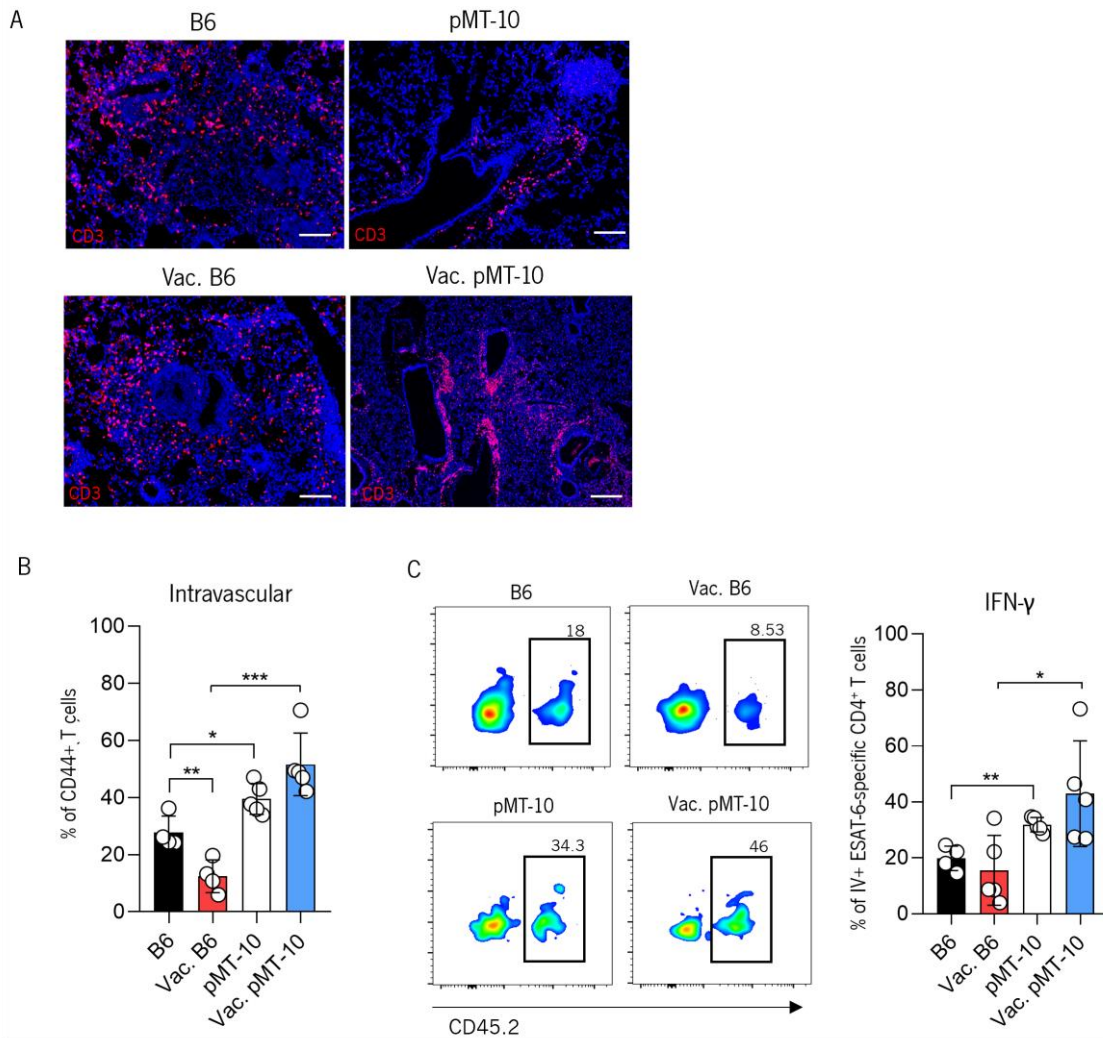 A
B6
pMT-10
CD3
CD3
Vac. B6
Vac. pMT-10
CD3
CD3
B
Intravascular
% of CD44+, T cells
100
80
60
40
20
0
***
*
**
B6
Vac. B6
pMT-10
Vac. pMT-10
C
B6
Vac. B6
18
8.53
pMT-10
Vac. pMT-10
34.3
46
CD45.2
IFN-γ
% of IV+ ESAT-6-specific CD4⁺ T cells
100
80
60
40
20
0
*
**
B6
Vac. B6
pMT-10
Vac. pMT-10